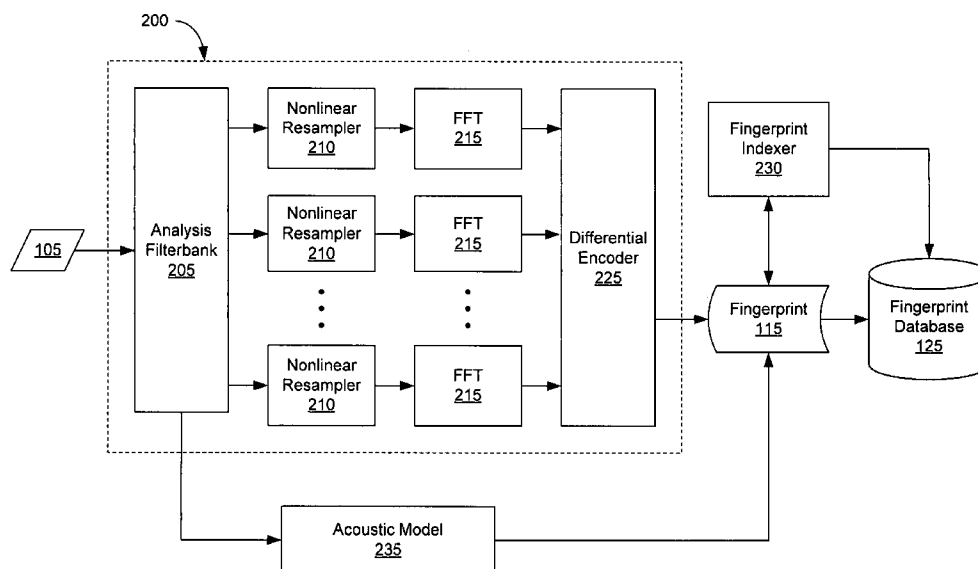 200
Nonlinear
Resampler
210
FFT
215
Nonlinear
Resampler
210
FFT
215
Nonlinear
Resampler
210
FFT
215
105
Analysis
Filterbank
205
Differential
Encoder
225
Fingerprint
Indexer
230
Fingerprint
115
Fingerprint
Database
125
Acoustic Model
235